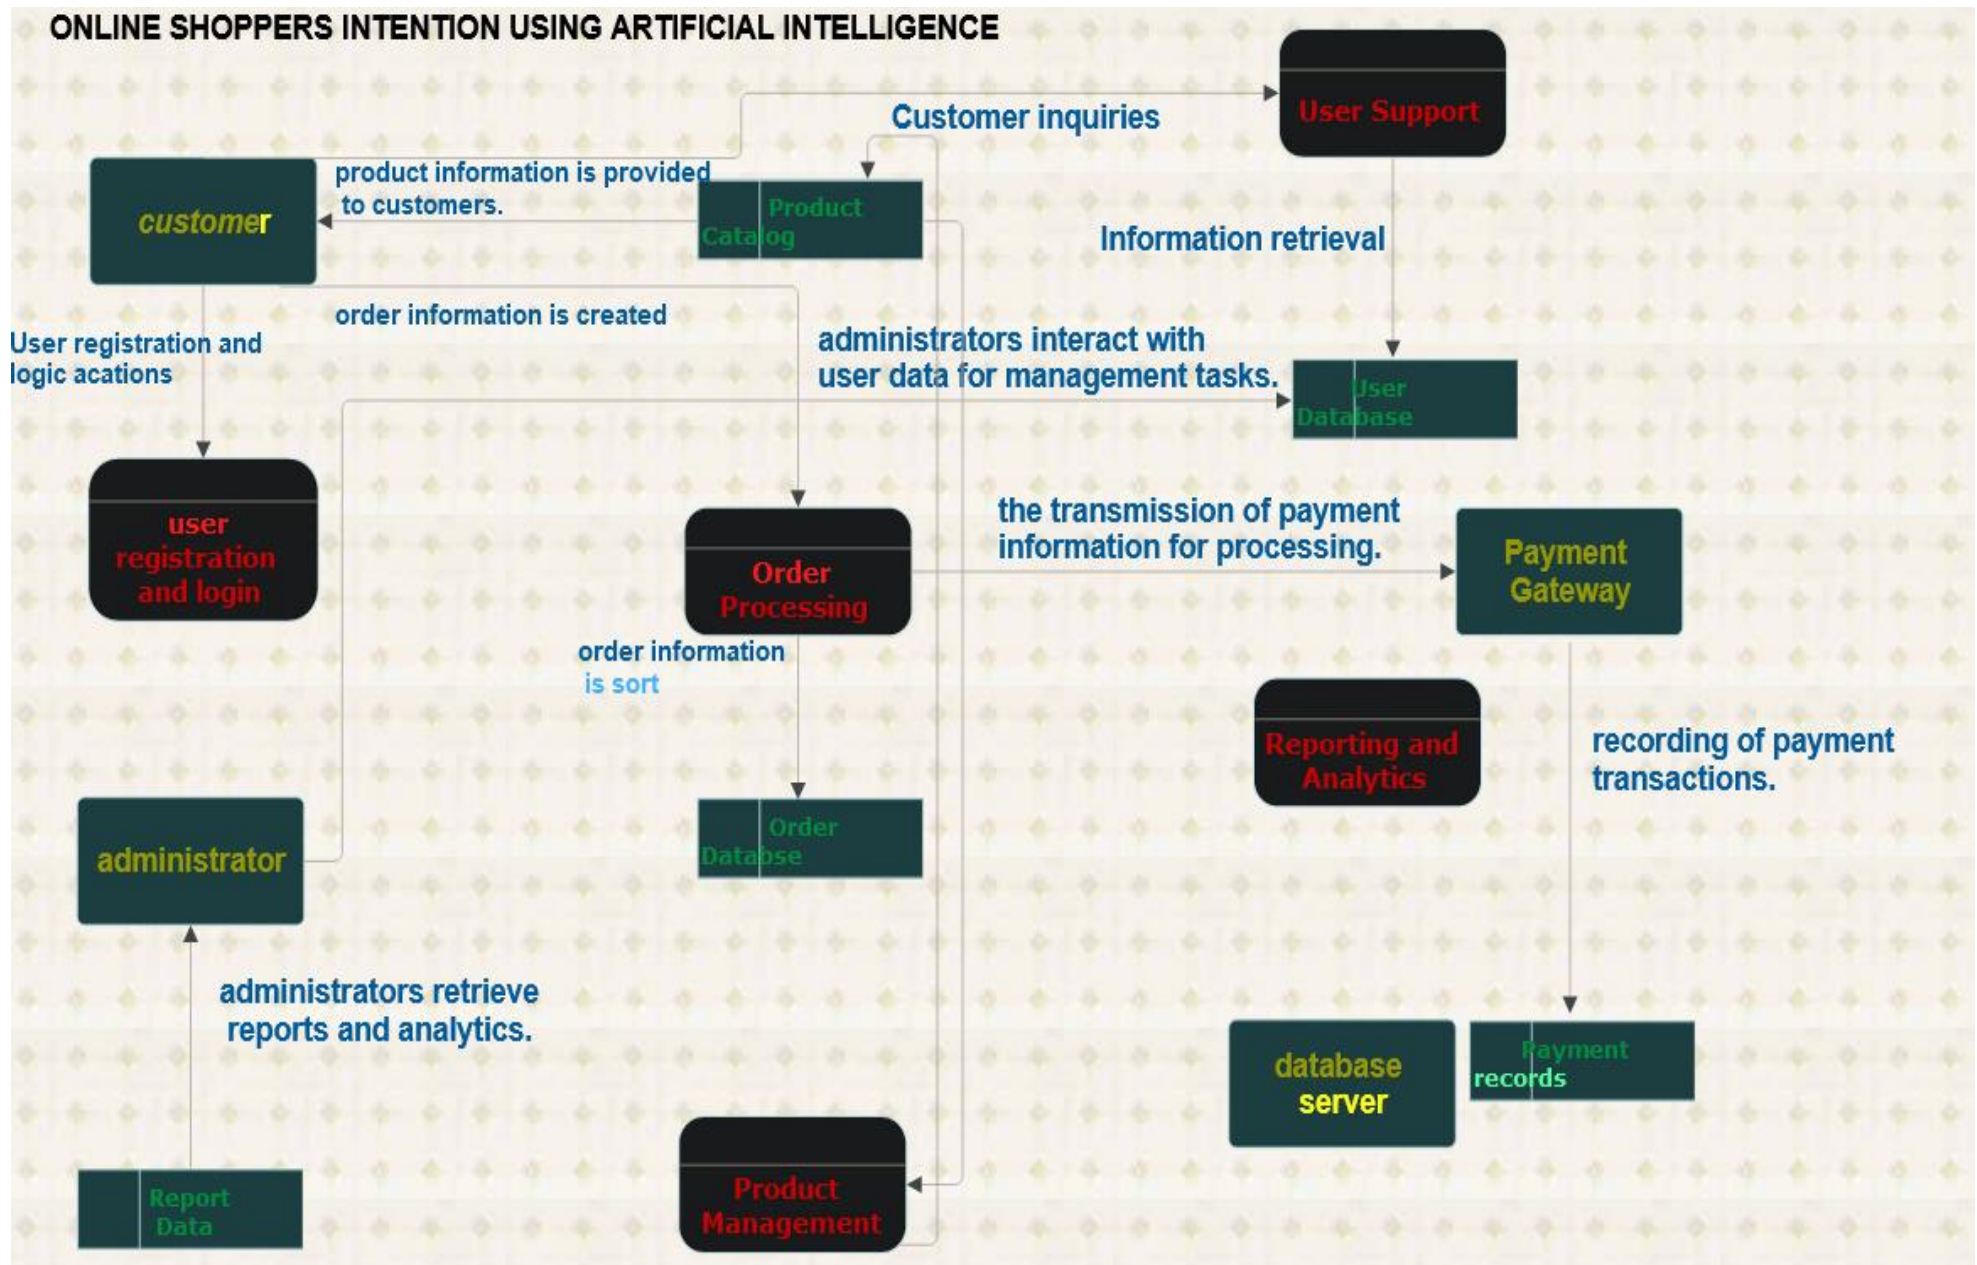 ONLINE SHOPPERS INTENTION USING ARTIFICIAL INTELLIGENCE
User Support
Customer inquiries
customer
product information is provided
to customers.
Product
Catalog
Information retrieval
order information is created
User registration and
logic acations
administrators interact with
user data for management tasks.
User
Database
user
registration
and login
Order
Processing
the transmission of payment
information for processing.
Payment
Gateway
order information
is sort
Reporting and
Analytics
recording of payment
transactions.
administrator
Order
Databse
administrators retrieve
reports and analytics.
database
server
Payment
records
Report
Data
Product
Management